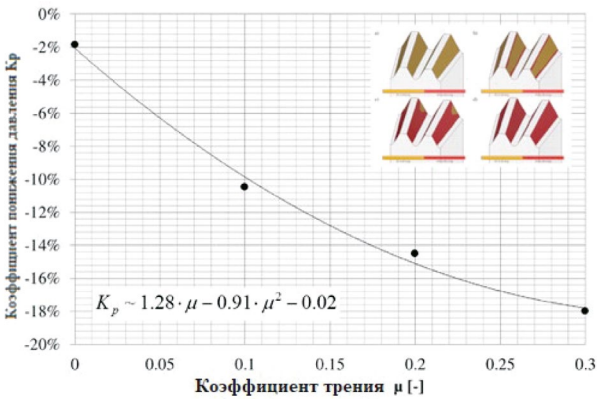 Коэффициент понижения давления Kp
0%
-2%
-4%
-6%
-8%
-10%
-12%
-14%
-16%
-18%
-20%
K_p ~ 1.28·μ−0.91·μ²−0.02
0 0.05 0.1 0.15 0.2 0.25 0.3
Коэффициент трения μ [-]